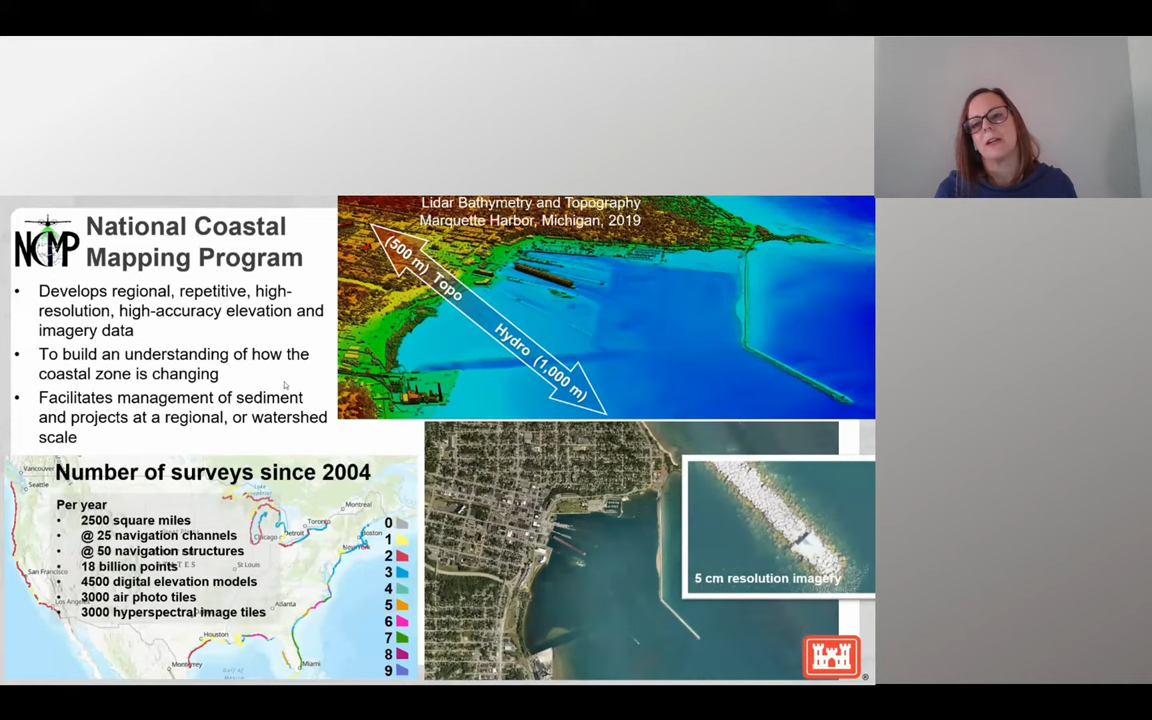 NCMP
National Coastal
Mapping Program
• Develops regional, repetitive, high-
resolution, high-accuracy elevation and
imagery data
• To build an understanding of how the
coastal zone is changing
• Facilitates management of sediment
and projects at a regional, or watershed
scale
Lidar Bathymetry and Topography
Marquette Harbor, Michigan, 2019
(500 m) Topo
Hydro (1,000 m)
Number of surveys since 2004
Per year
• 2500 square miles
• @ 25 navigation channels
• @ 50 navigation structures
• 18 billion points
• 4500 digital elevation models
• 3000 air photo tiles
• 3000 hyperspectral image tiles
Vancouver
Seattle
San Francisco
Los Angeles
Houston
Monterrey
Miami
Atlanta
St Louis
Chicago
Detroit
Toronto
Montreal
Boston
New York
0
1
2
3
4
5
6
7
8
9
5 cm resolution imagery
®